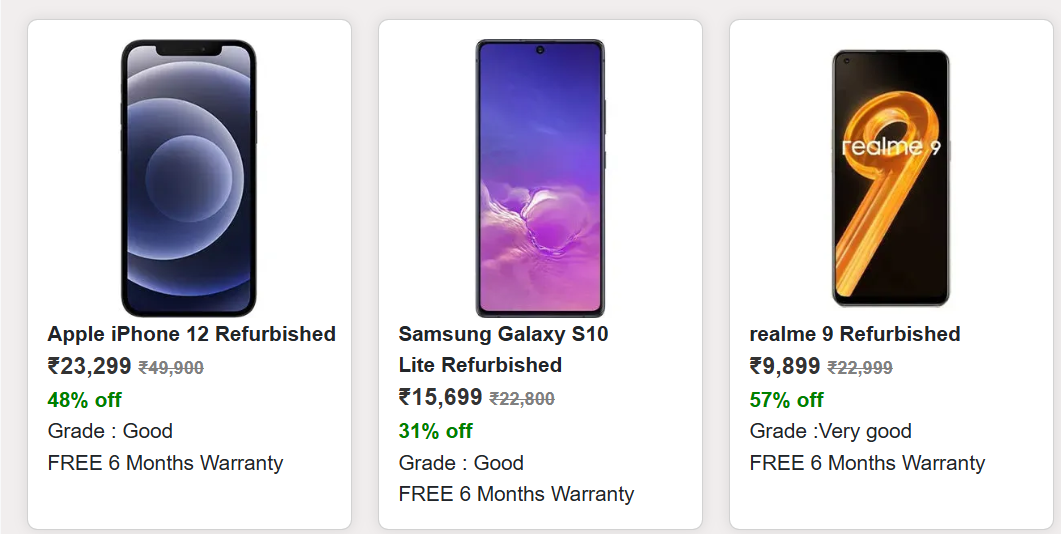 Apple iPhone 12 Refurbished
₹23,299 ₹49,900
48% off
Grade : Good
FREE 6 Months Warranty
Samsung Galaxy S10
Lite Refurbished
₹15,699 ₹22,800
31% off
Grade : Good
FREE 6 Months Warranty
realme 9
realme 9 Refurbished
₹9,899 ₹22,999
57% off
Grade :Very good
FREE 6 Months Warranty